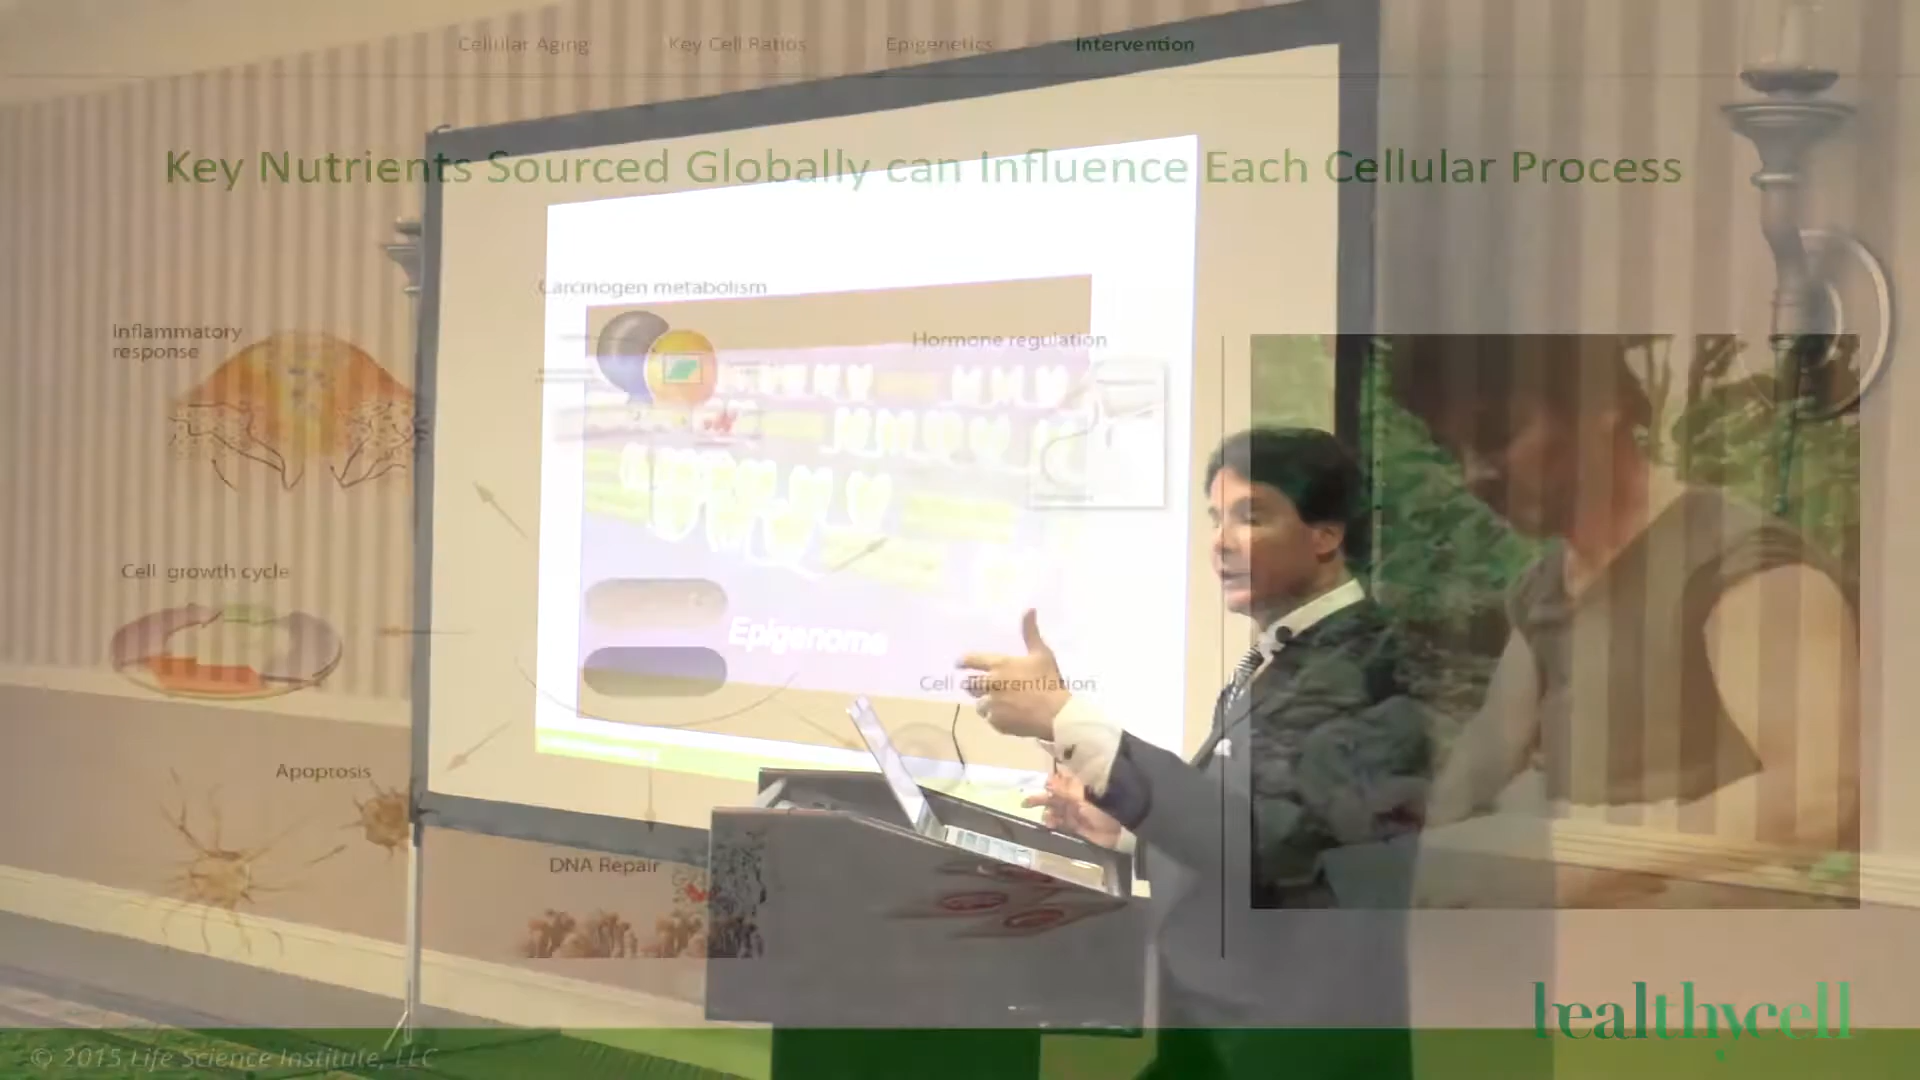 Cellular Aging Key Cell Ratios Epigenetics Intervention
Key Nutrients Sourced Globally can Influence Each Cellular Process
Carcinogen metabolism
Inflammatory
response
Hormone regulation
Cell growth cycle
Epigenome
Cell differentiation
Apoptosis
DNA Repair
healthycell
© 2015 Life Science Institute, LLC